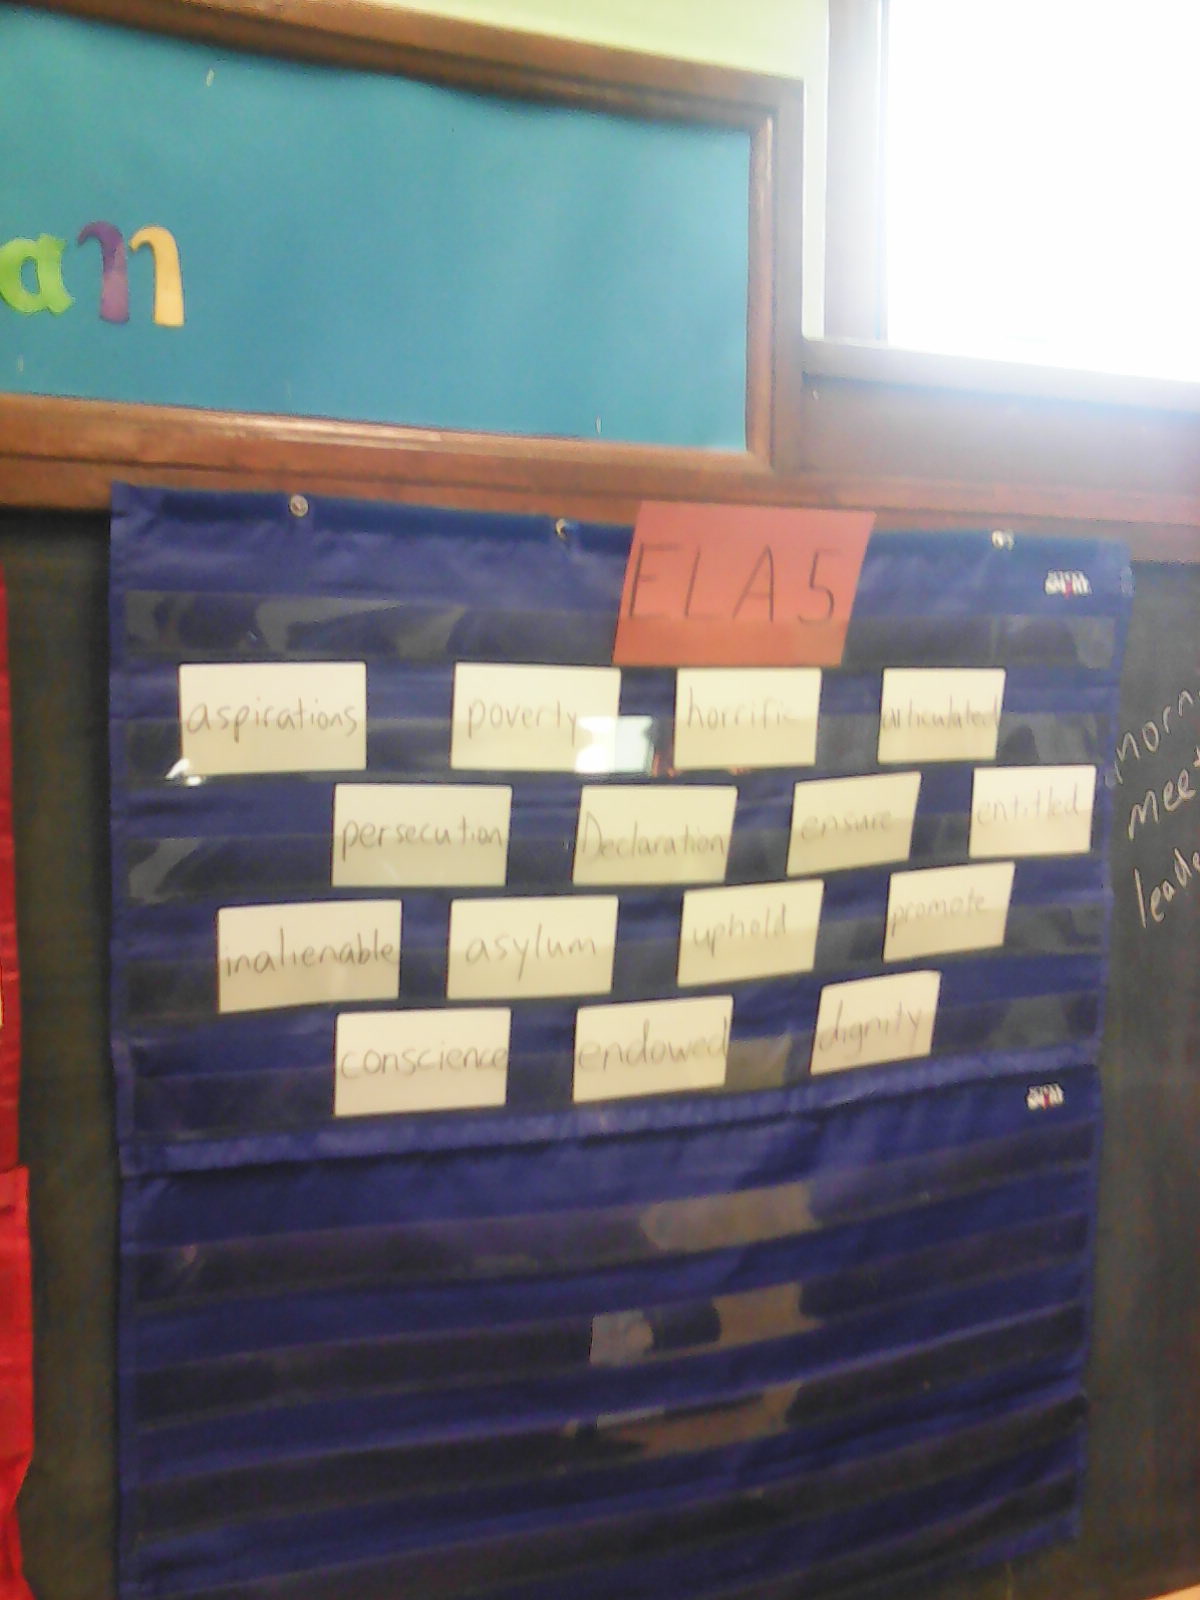 an
ELA 5
aspirations poverty horrific articulated
persecution Declaration ensure entitled
inalienable asylum uphold promote
conscience endowed dignity
morn
meet
leade